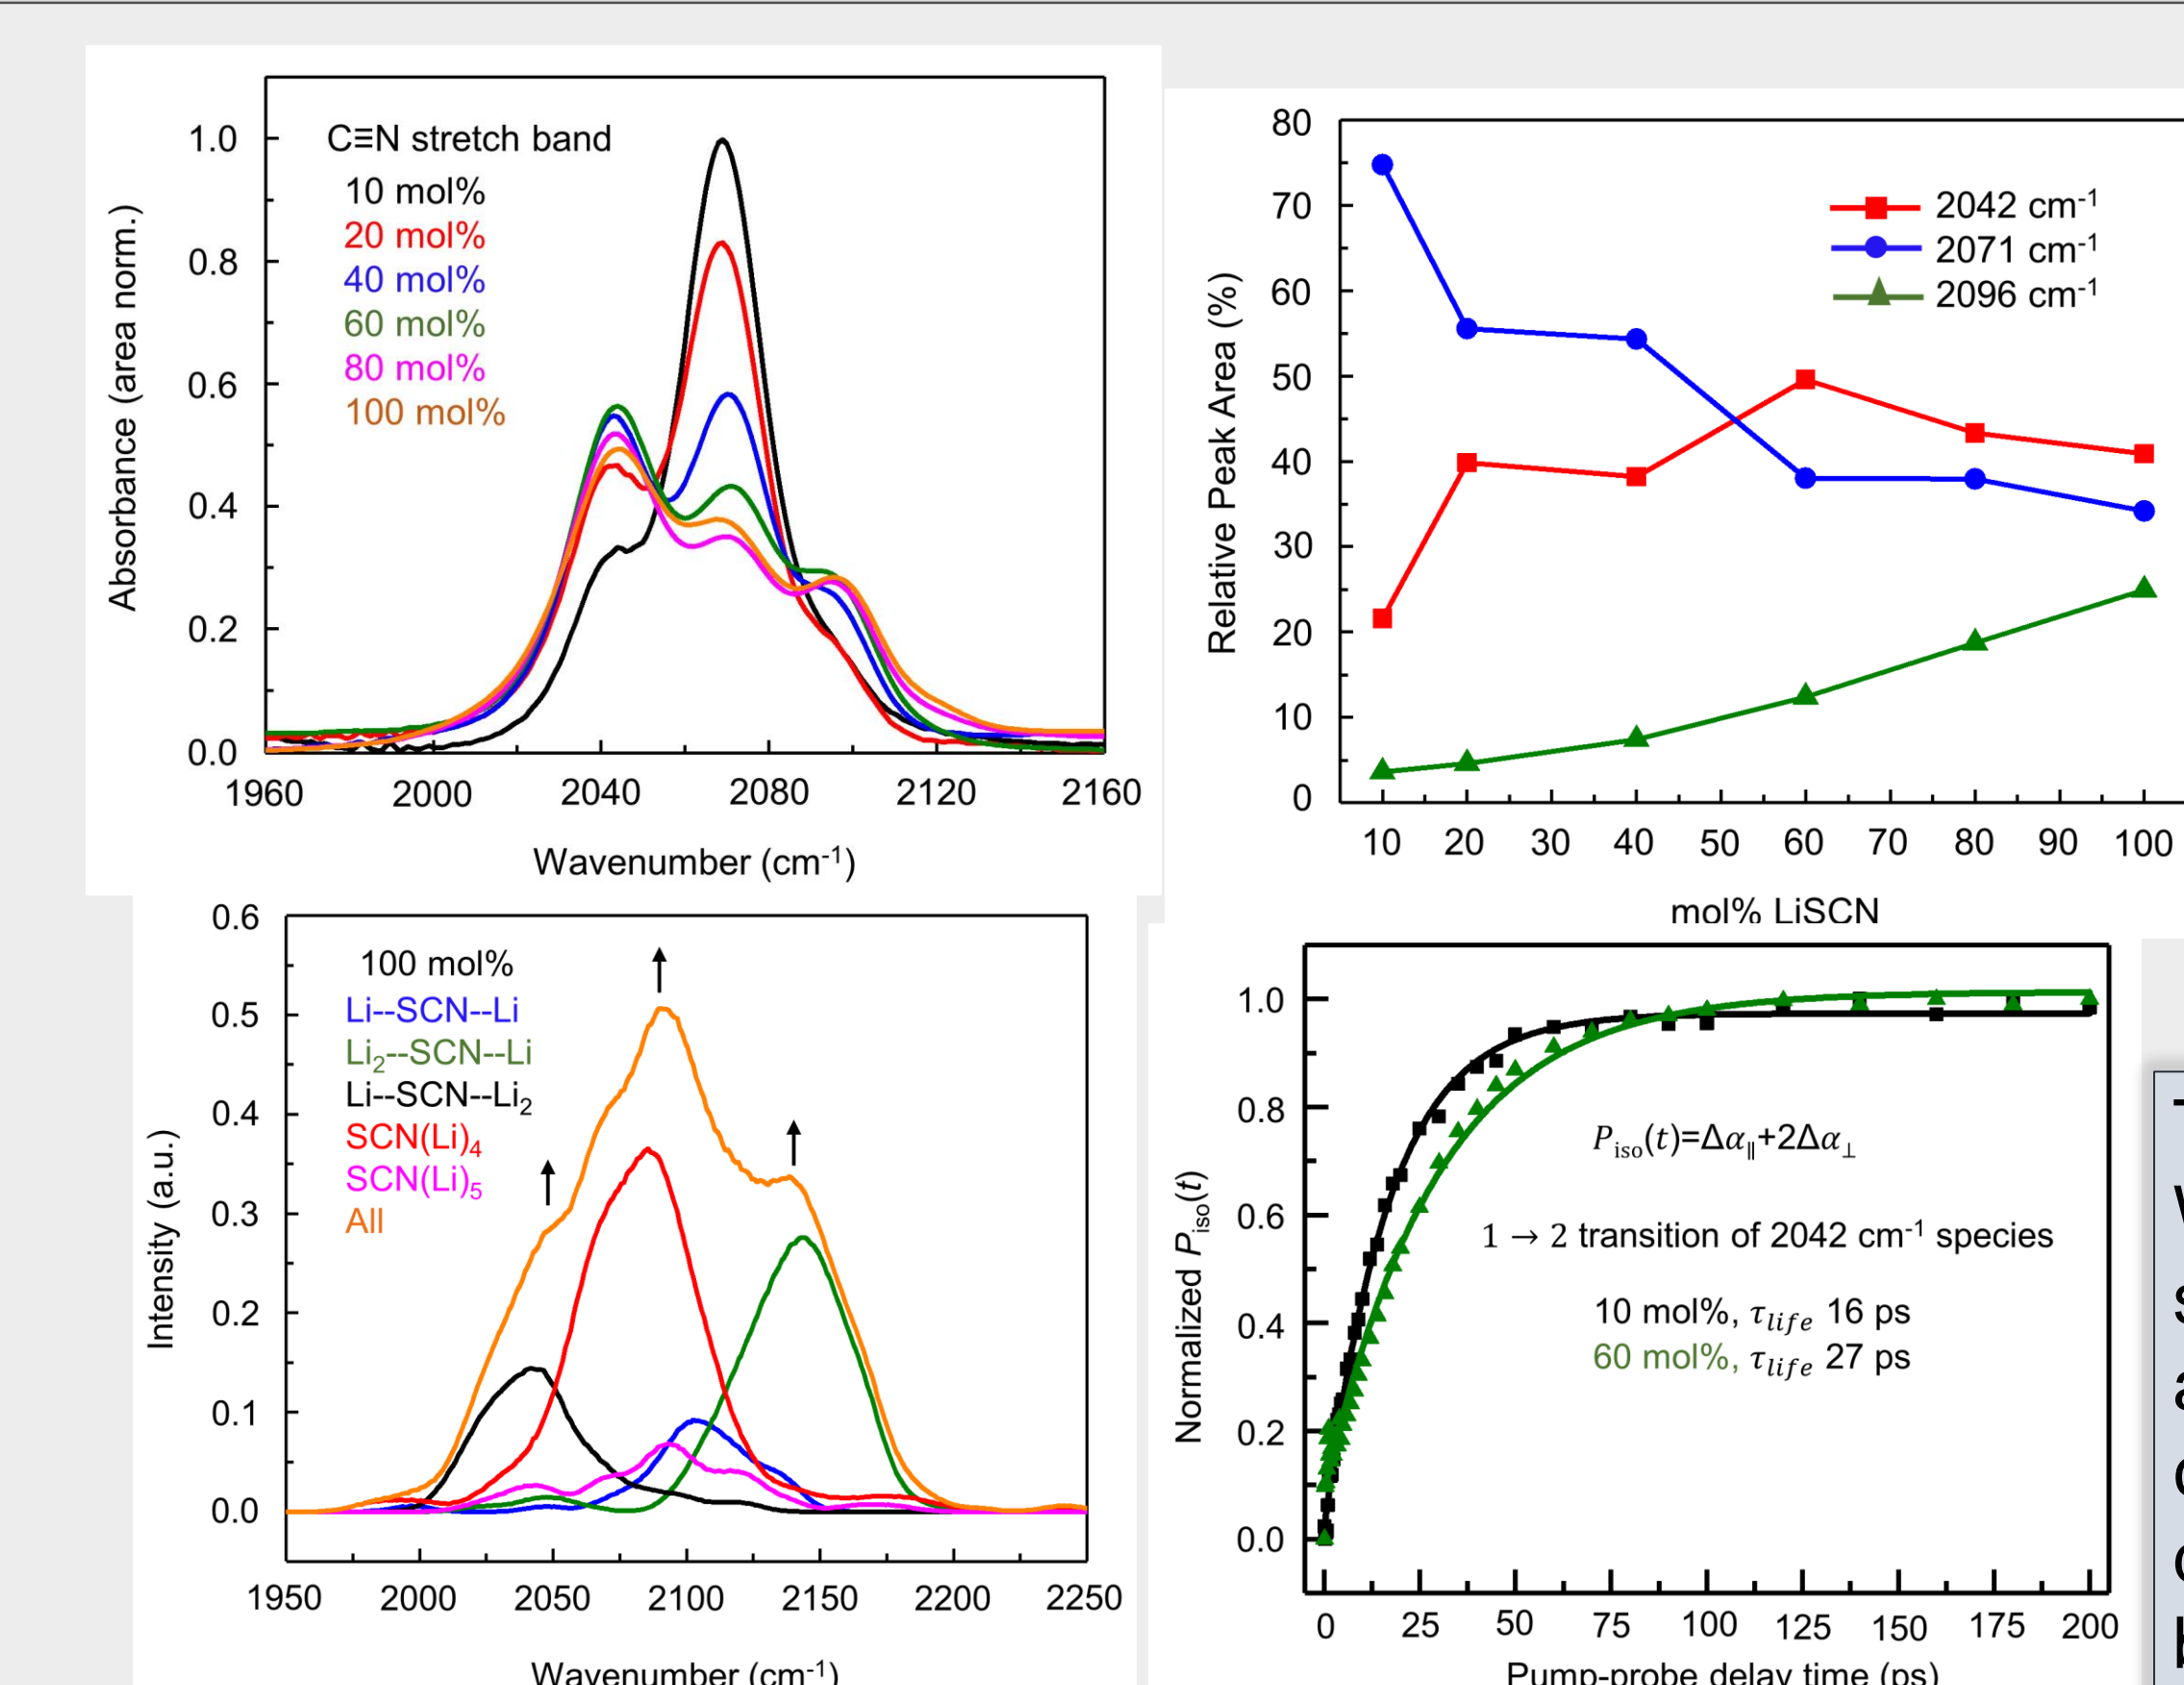 C≡N stretch band
10 mol%
20 mol%
40 mol%
60 mol%
80 mol%
100 mol%
Absorbance (area norm.)
1.0
0.8
0.6
0.4
0.2
0.0
1960 2000 2040 2080 2120 2160
Wavenumber (cm⁻¹)
80
70
60
50
40
30
20
10
0
Relative Peak Area (%)
2042 cm⁻¹
2071 cm⁻¹
2096 cm⁻¹
10 20 30 40 50 60 70 80 90 100
mol% LiSCN
0.6
0.5
0.4
0.3
0.2
0.1
0.0
Intensity (a.u.)
100 mol%
Li--SCN--Li
Li₂--SCN--Li
Li--SCN--Li₂
SCN(Li)₄
SCN(Li)₅
All
1950 2000 2050 2100 2150 2200 2250
Wavenumber (cm⁻¹)
1.0
0.8
0.6
0.4
0.2
0.0
Normalized P_iso(t)
P_iso(t)=Δα_∥+2Δα_⊥
1 → 2 transition of 2042 cm⁻¹ species
10 mol%, τ_life 16 ps
60 mol%, τ_life 27 ps
0 25 50 75 100 125 150 175 200
Pump-probe delay time (ps)